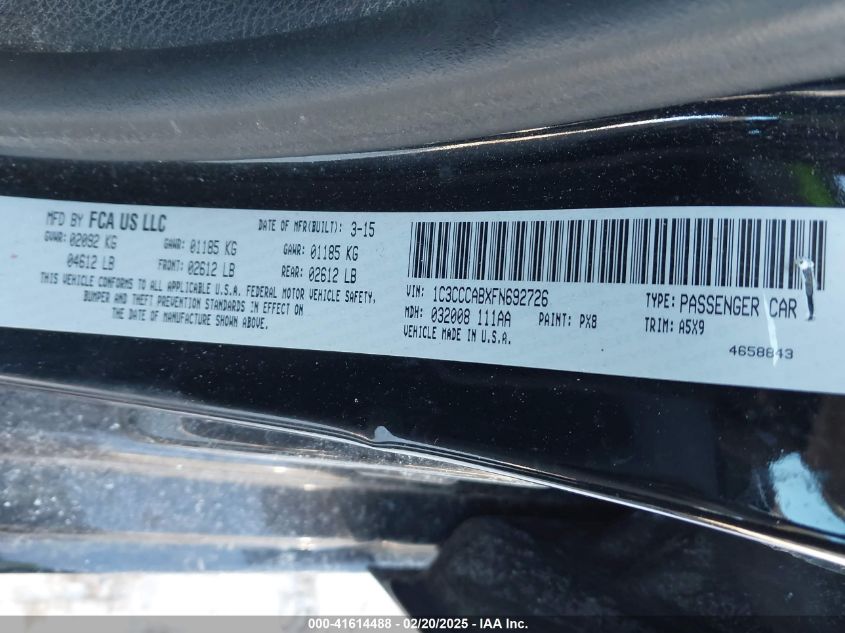 MFD BY FCA US LLC
DATE OF MFR(BUILT): 3-15
GVWR: 02092 KG
GAWR: 01185 KG
GAWR: 01185 KG
04612 LB
FRONT: 02612 LB
REAR: 02612 LB
THIS VEHICLE CONFORMS TO ALL APPLICABLE U.S.A. FEDERAL MOTOR VEHICLE SAFETY,
BUMPER AND THEFT PREVENTION STANDARDS IN EFFECT ON
THE DATE OF MANUFACTURE SHOWN ABOVE.
VIN: 1C3CCCABXFN692726
TYPE: PASSENGER CAR
MDH: 032008 111AA
PAINT: PX8
TRIM: A5X9
VEHICLE MADE IN U.S.A.
4658843
000-41614488 - 02/20/2025 - IAA Inc.